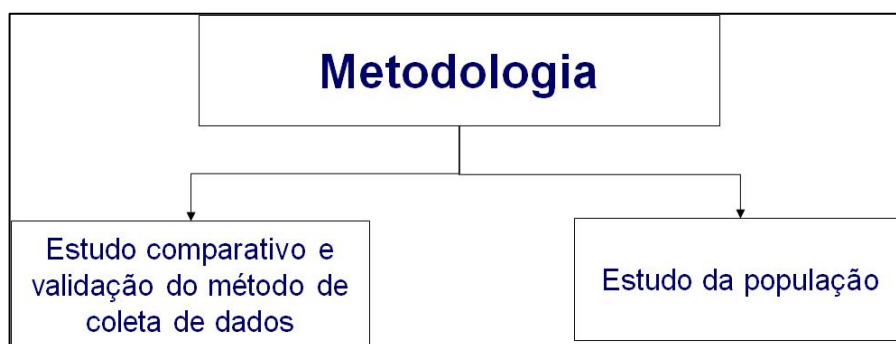 Metodologia
Estudo comparativo e
validação do método de
coleta de dados
Estudo da população